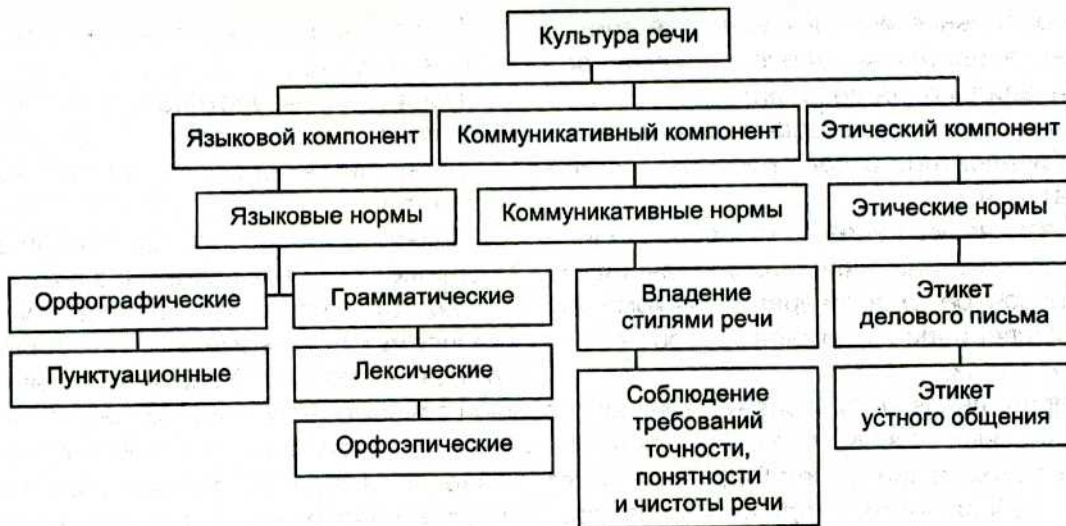 Культура речи
Языковой компонент
Коммуникативный компонент
Этический компонент
Языковые нормы
Коммуникативные нормы
Этические нормы
Орфографические
Грамматические
Владение
стилями речи
Этикет
делового письма
Пунктуационные
Лексические
Соблюдение
требований
точности,
понятности
и чистоты речи
Этикет
устного общения
Орфоэпические